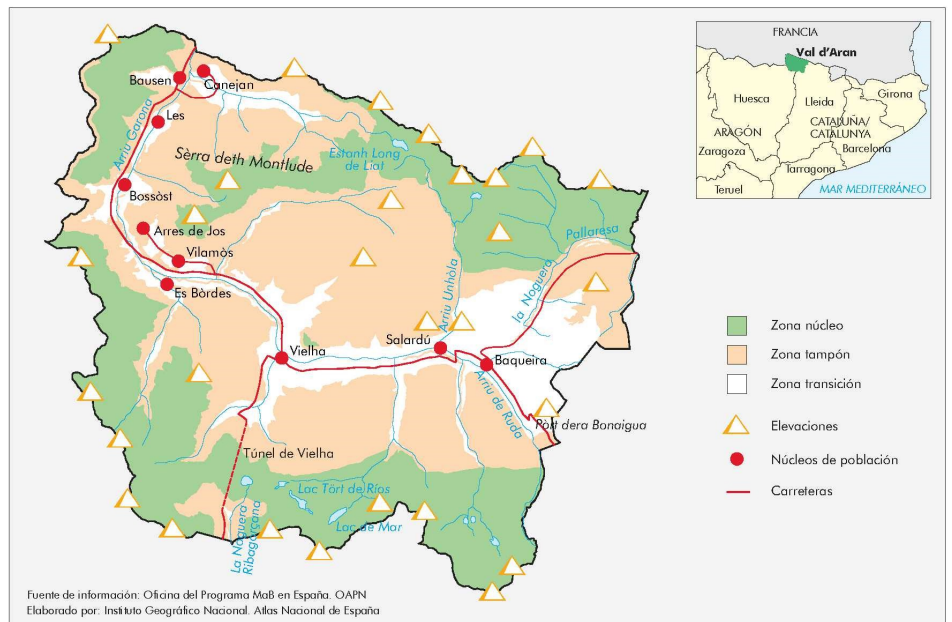 Bausen
Canejan
Les
Arriu Garona
Sèrra deth Montlude
Estanh Long
de Liat
Bossòst
Arres de Jos
Vilamòs
Es Bòrdes
Pallaresa
la Noguera
Arriu Unhòla
Vielha
Salardú
Baqueira
Arriu de Ruda
Pòrt dera Bonaigua
Túnel de Vielha
Lac Tòrt de Rios
Lac de Mar
La Noguera
Ribagorçana
FRANCIA
Val d'Aran
Huesca
Lleida
Girona
CATALUÑA/
CATALUNYA
ARAGÓN
Zaragoza
Barcelona
Tarragona
Teruel
MAR MEDITERRÁNEO
Zona núcleo
Zona tampón
Zona transición
Elevaciones
Núcleos de población
Carreteras
Fuente de información: Oficina del Programa MaB en España. OAPN
Elaborado por: Instituto Geográfico Nacional. Atlas Nacional de España